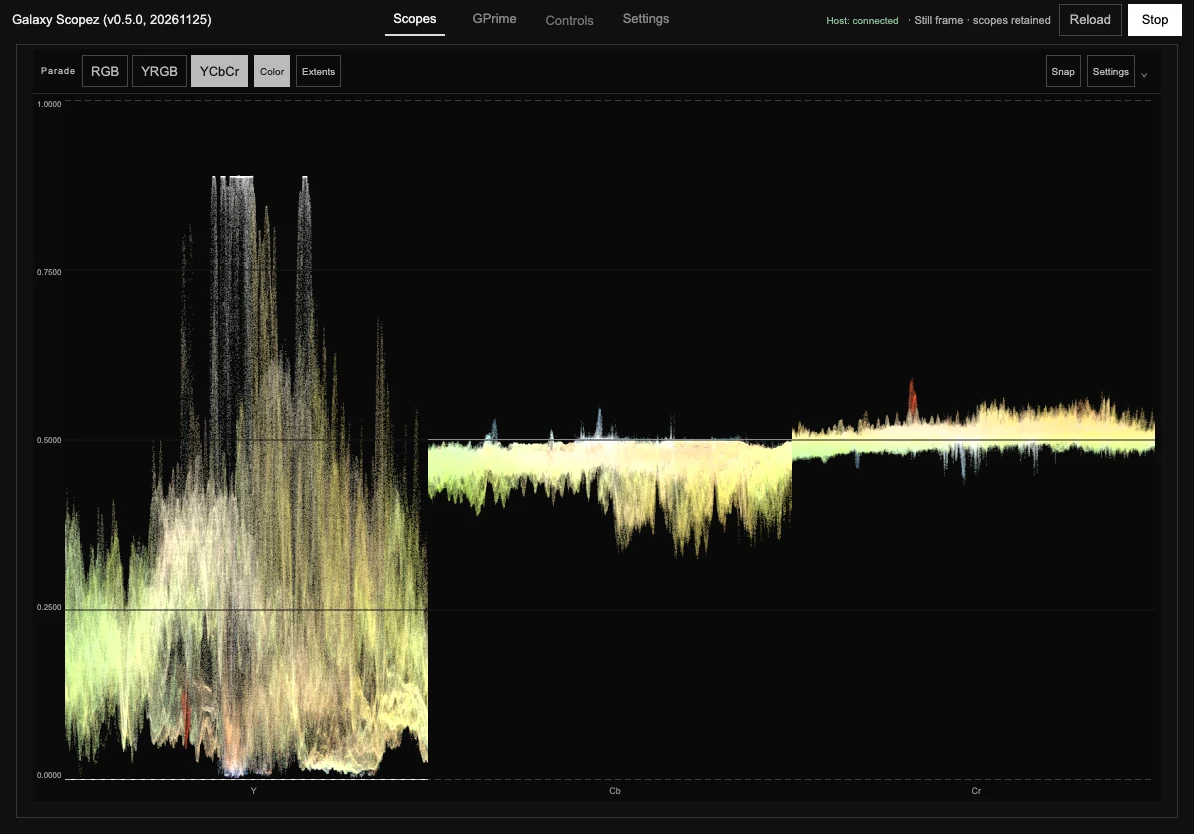 Galaxy Scopez (v0.5.0, 20261125)
Scopes GPrime Controls Settings
Host: connected · Still frame · scopes retained Reload Stop
Parade RGB YRGB YCbCr Color Extents Snap Settings
1.0000
0.7500
0.5000
0.2500
0.0000
Y Cb Cr